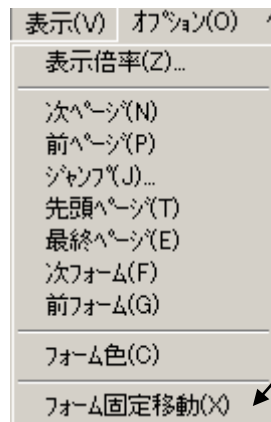 表示(V) ｵﾌﾟｼｮﾝ(O)
表示倍率(Z)...
次ﾍﾟｰｼﾞ(N)
前ﾍﾟｰｼﾞ(P)
ｼﾞｬﾝﾌﾟ(J)...
先頭ﾍﾟｰｼﾞ(T)
最終ﾍﾟｰｼﾞ(E)
次ﾌｫｰﾑ(F)
前ﾌｫｰﾑ(G)
ﾌｫｰﾑ色(C)
ﾌｫｰﾑ固定移動(X)